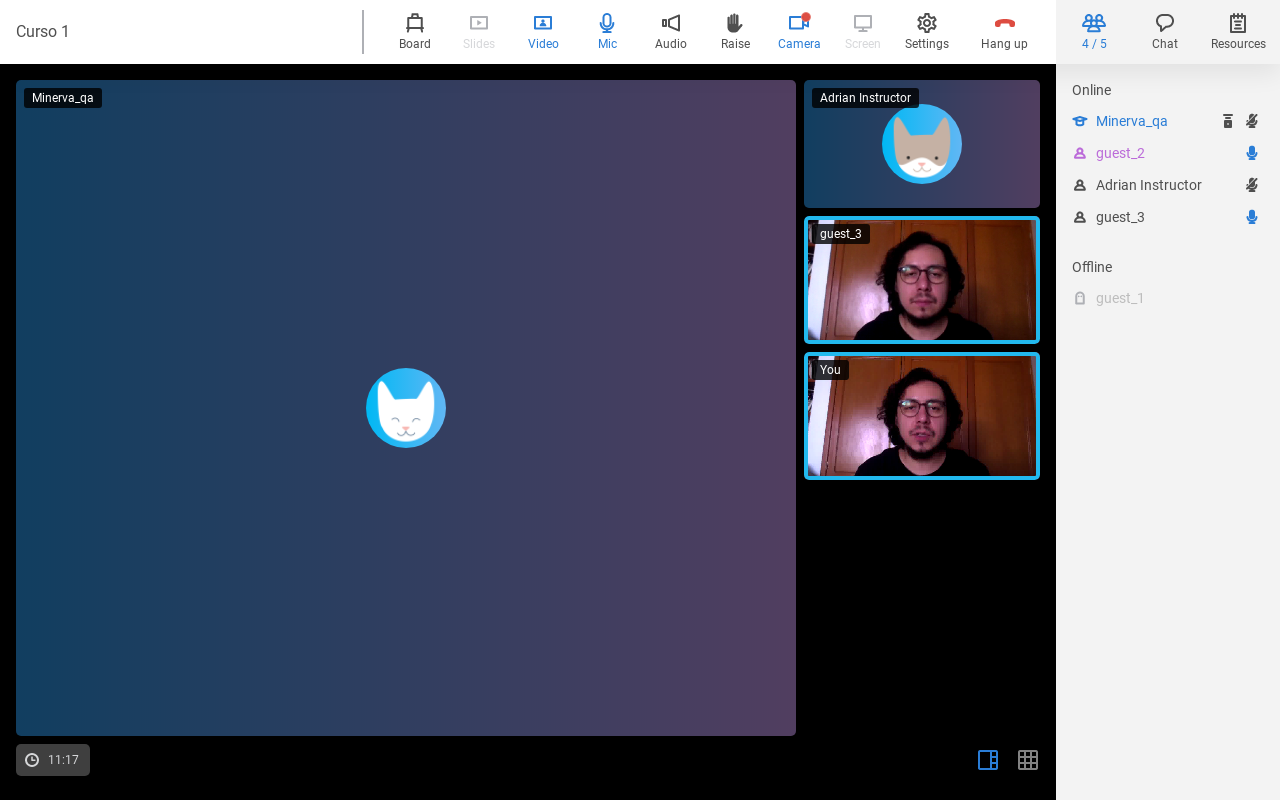 Curso 1
Board
Slides
Video
Mic
Audio
Raise
Camera
Screen
Settings
Hang up
4 / 5
Chat
Resources
Minerva_qa
Adrian Instructor
guest_3
You
11:17
Online
Minerva_qa
guest_2
Adrian Instructor
guest_3
Offline
guest_1